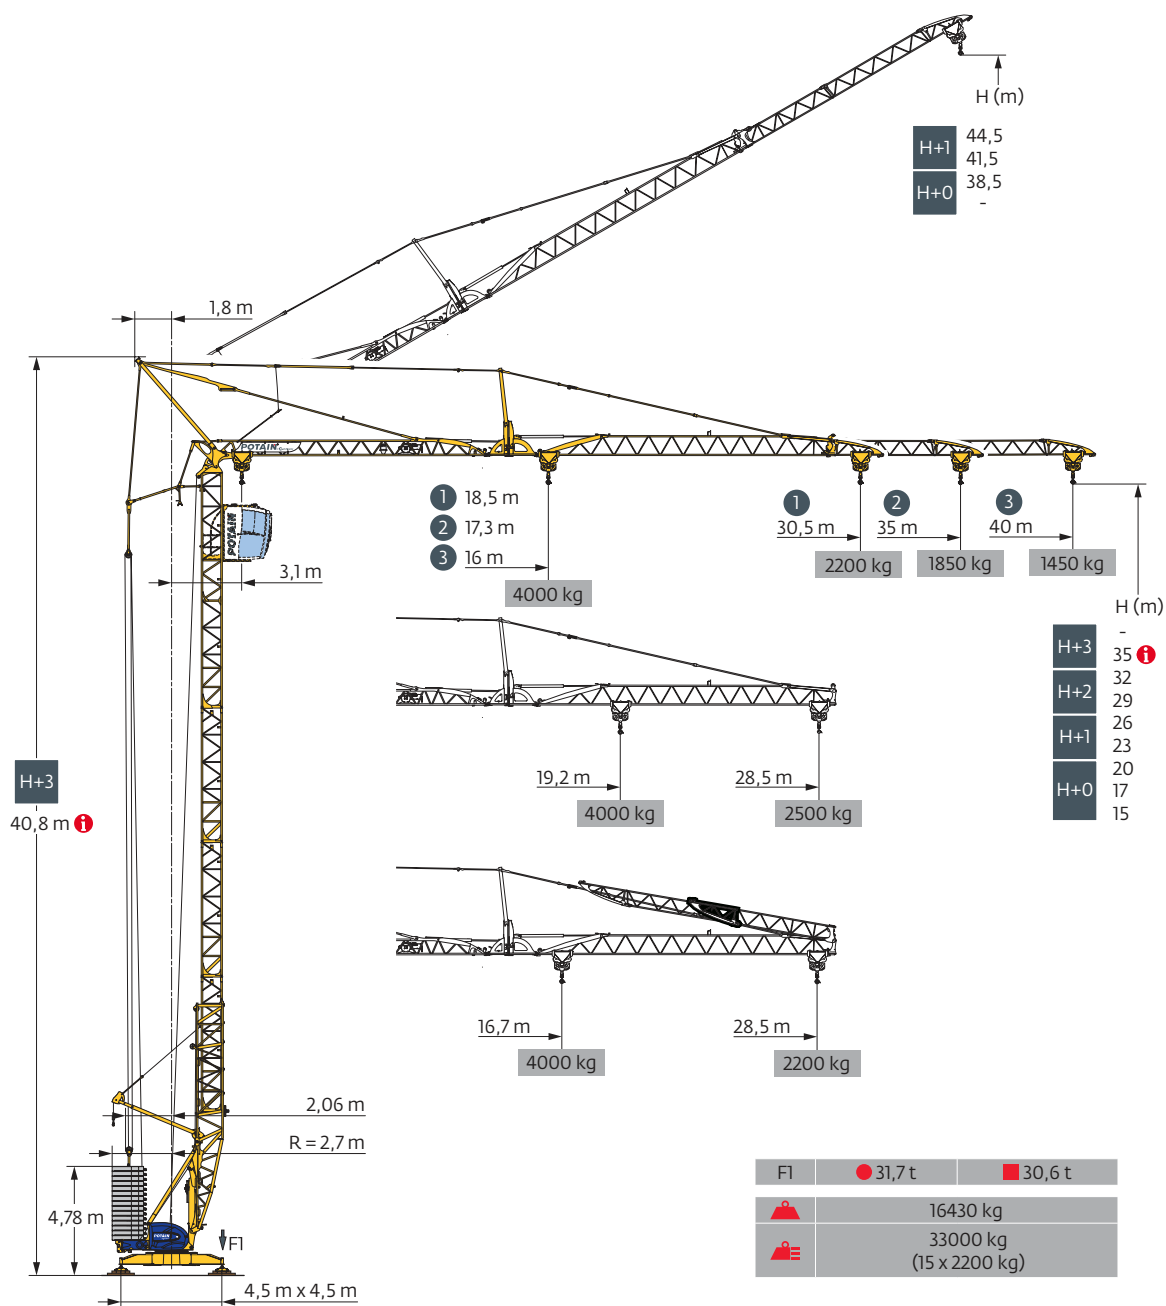 H (m)
H+1
44,5
41,5
H+0
38,5
-
1,8 m
POTAIN
1 18,5 m
2 17,3 m
3 16 m
4000 kg
1
30,5 m
2200 kg
2
35 m
1850 kg
3
40 m
1450 kg
POTAIN
3,1 m
H (m)
-
H+3
35 i
32
H+2
29
26
H+1
23
20
H+0
17
15
19,2 m
4000 kg
28,5 m
2500 kg
H+3
40,8 m i
16,7 m
4000 kg
28,5 m
2200 kg
2,06 m
R = 2,7 m
4,78 m
POTAIN
F1
4,5 m x 4,5 m
F1 31,7 t 30,6 t
16430 kg
33000 kg
(15 x 2200 kg)